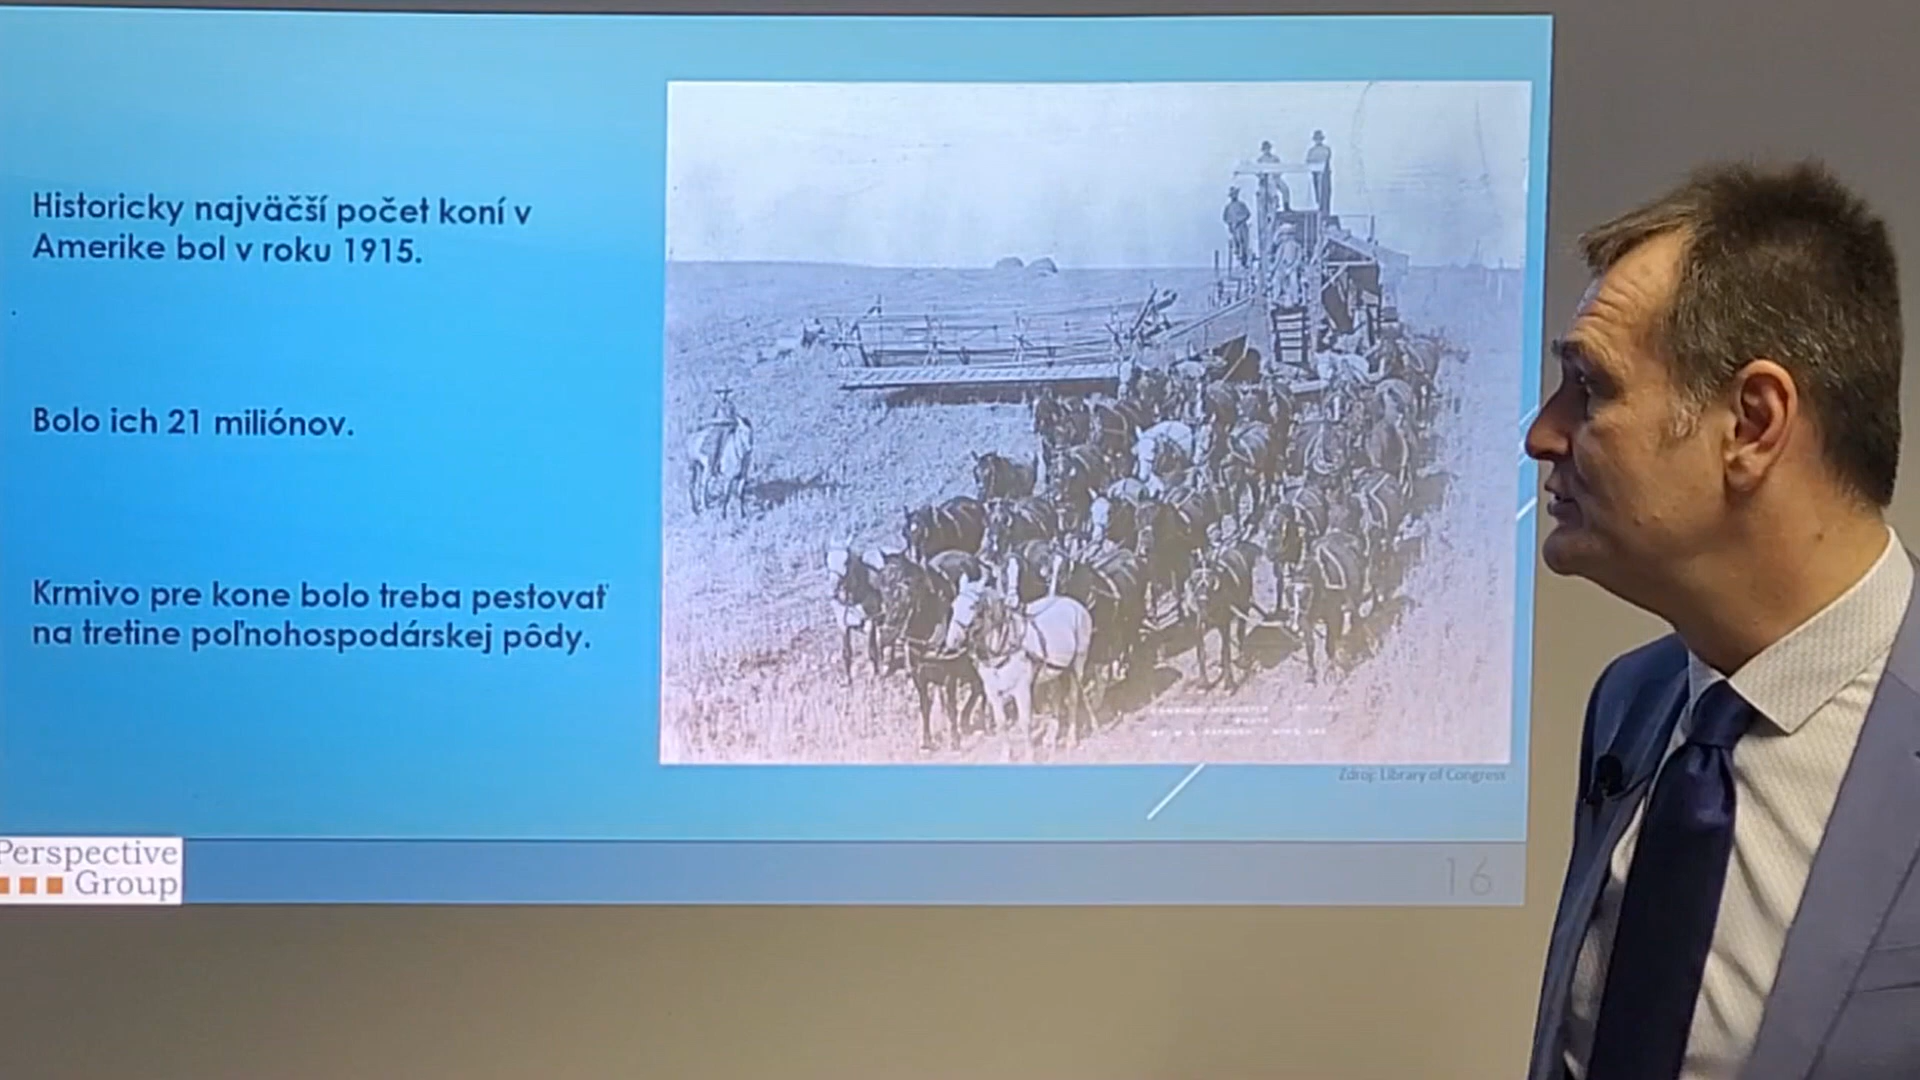 Historicky najväčší počet koní v
Amerike bol v roku 1915.
Bolo ich 21 miliónov.
Krmivo pre kone bolo treba pestovať
na tretine poľnohospodárskej pôdy.
Zdroj: Library of Congress
Perspective
Group
16